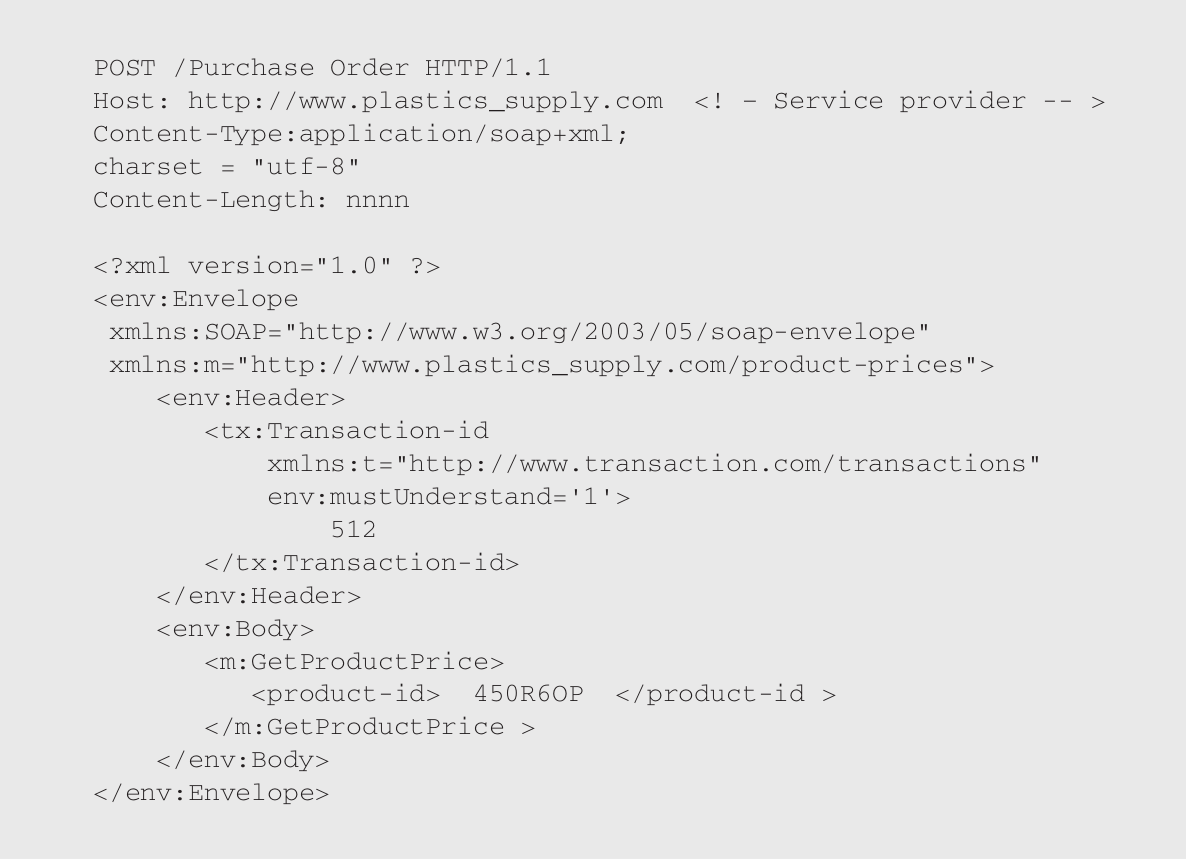 POST /Purchase Order HTTP/1.1
Host: http://www.plastics_supply.com <! – Service provider -- >
Content-Type:application/soap+xml;
charset = "utf-8"
Content-Length: nnnn
<?xml version="1.0" ?>
<env:Envelope
xmlns:SOAP="http://www.w3.org/2003/05/soap-envelope"
xmlns:m="http://www.plastics_supply.com/product-prices">
<env:Header>
<tx:Transaction-id
xmlns:t="http://www.transaction.com/transactions"
env:mustUnderstand='1'>
512
</tx:Transaction-id>
</env:Header>
<env:Body>
<m:GetProductPrice>
<product-id> 450R6OP </product-id >
</m:GetProductPrice >
</env:Body>
</env:Envelope>